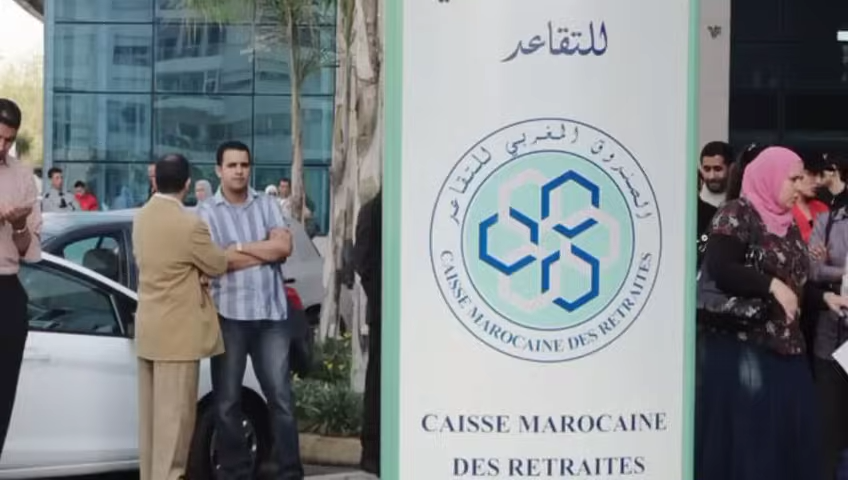 للتقاعد
الصندوق المغربي للتقاعد
CAISSE MAROCAINE DES RETRAITES
CAISSE MAROCAINE
DES RETRAITES